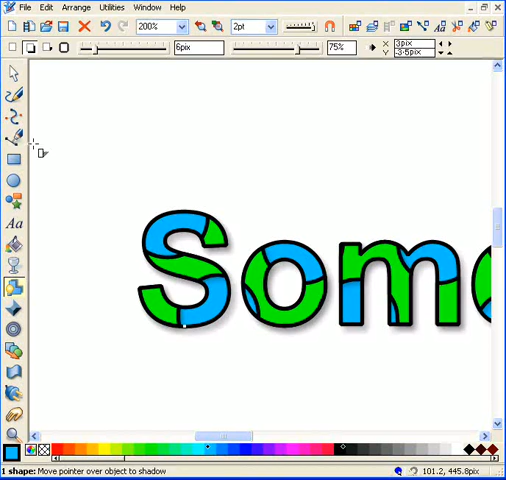 File Edit Arrange Utilities Window Help
200% 2pt
6pix 75% X 3pix
Y -3·5pix
Aa
Some
1 shape: Move pointer over object to shadow 101.2, 445.8pix